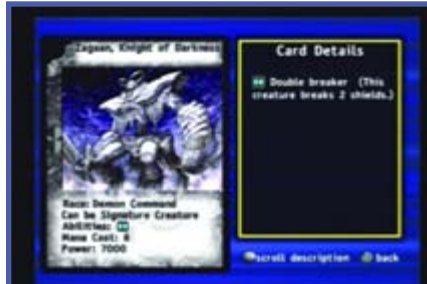 Zagaan, Knight of Darkness
Race: Demon Command
Can be Signature Creature
Abilities:
Mana Cost: 6
Power: 7000
Card Details
Double breaker (This
creature breaks 2 shields.)
scroll description back